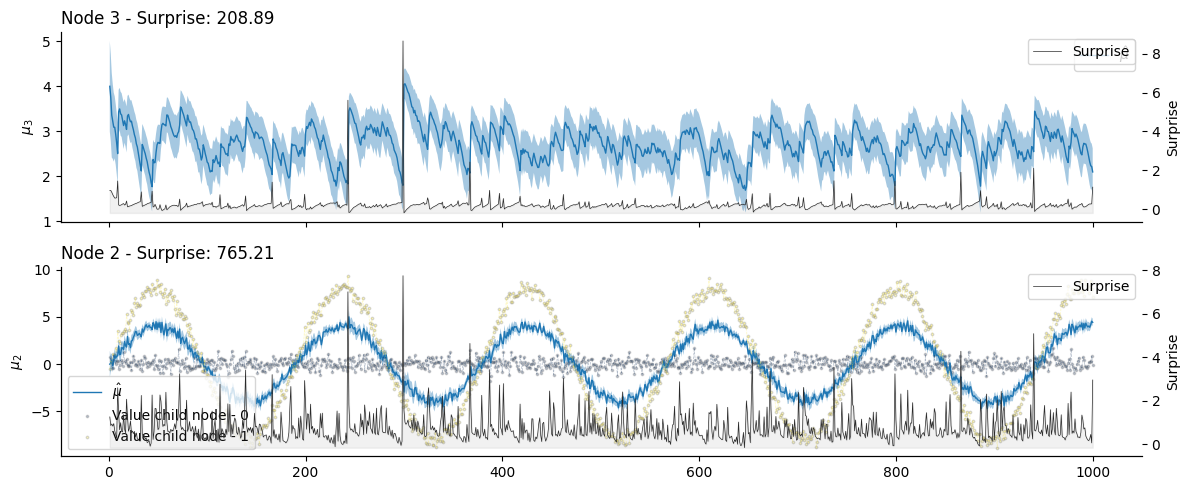 Node 3 - Surprise: 208.89
5
4
3
2
1
μ3
Surprise
8
6
4
2
0
Surprise
Node 2 - Surprise: 765.21
10
5
0
−5
μ2
Surprise
μ̂
Value child node - 0
Value child node - 1
8
6
4
2
0
Surprise
0
200
400
600
800
1000